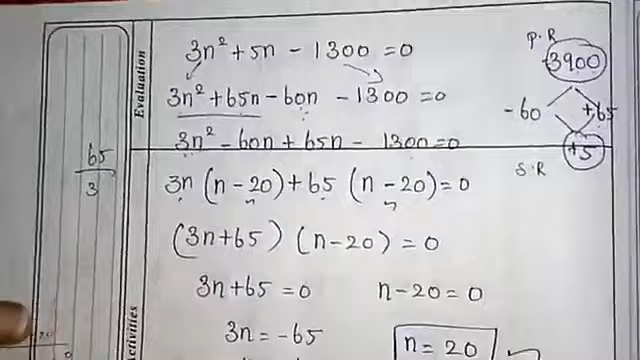 3n² + 5n - 1300 = 0
3n² + 65n - 60n - 1300 = 0
3n² - 60n + 65n - 1300 = 0
3n (n - 20) + 65 (n - 20) = 0
(3n + 65) (n - 20) = 0
3n + 65 = 0 n - 20 = 0
3n = -65 n = 20
P.R
-3900
-60 +65
+5
S.R
65
3
Evaluation